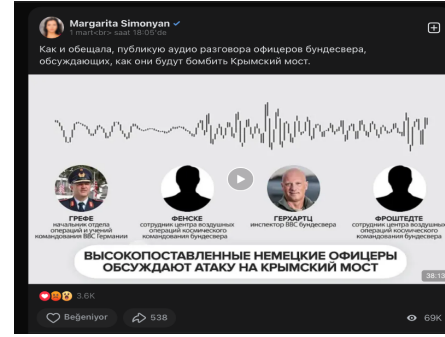 Margarita Simonyan
1 mart<br> saat 18:05'de
Как и обещала, публикую аудио разговора офицеров бундесвера,
обсуждающих, как они будут бомбить Крымский мост.
ГРЕФЕ
начальник отдела
операций и учений
командования ВВС Германии
ФЕНСКЕ
сотрудник центра воздушных
операций космического
командования бундесвера
ГЕРХАРТЦ
инспектор ВВС бундесвера
ФРОШТЕДТЕ
сотрудник центра воздушных
операций космического
командования бундесвера
ВЫСОКОПОСТАВЛЕННЫЕ НЕМЕЦКИЕ ОФИЦЕРЫ
ОБСУЖДАЮТ АТАКУ НА КРЫМСКИЙ МОСТ
38:13
3.6K
Beğeniyor
538
69K